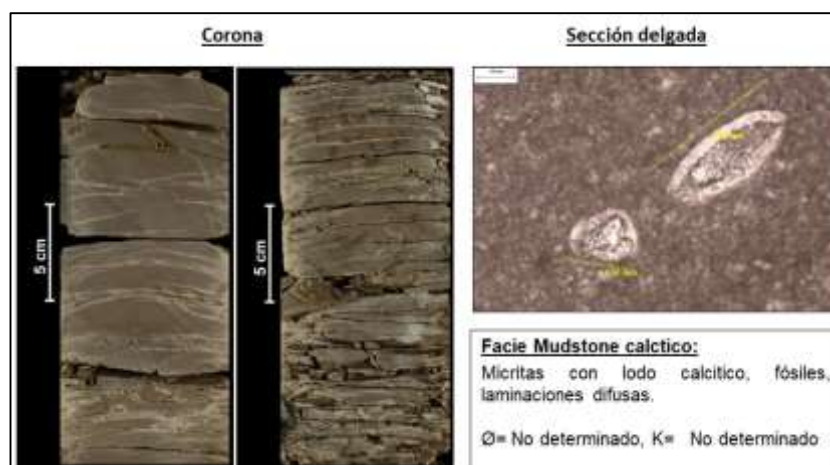 Corona
Sección delgada
5 cm
5 cm
Facie Mudstone calctico:
Micritas con lodo calcitico, fósiles,
laminaciones difusas.
Ø= No determinado, K= No determinado